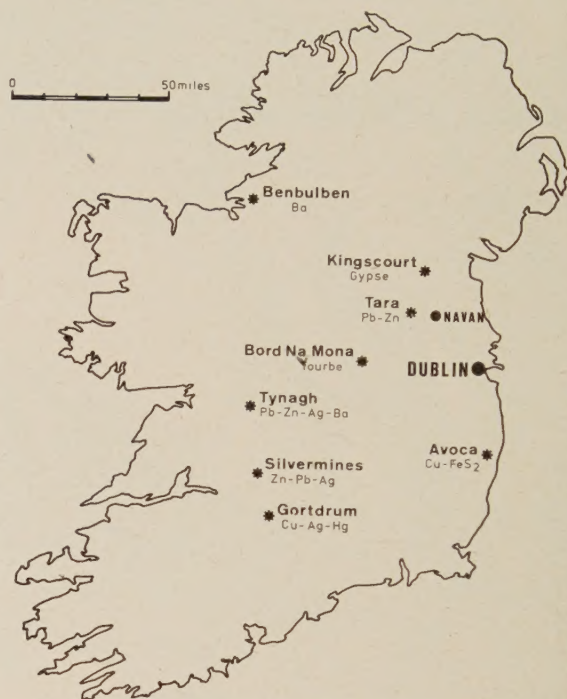 0 50miles
Benbulben
Ba
Kingscourt
Gypse
Tara
Pb-Zn
NAVAN
Bord Na Mona
Tourbe
DUBLIN
Tynagh
Pb-Zn-Ag-Ba
Avoca
Cu-FeS₂
Silvermines
Zn-Pb-Ag
Gortdrum
Cu-Ag-Hg